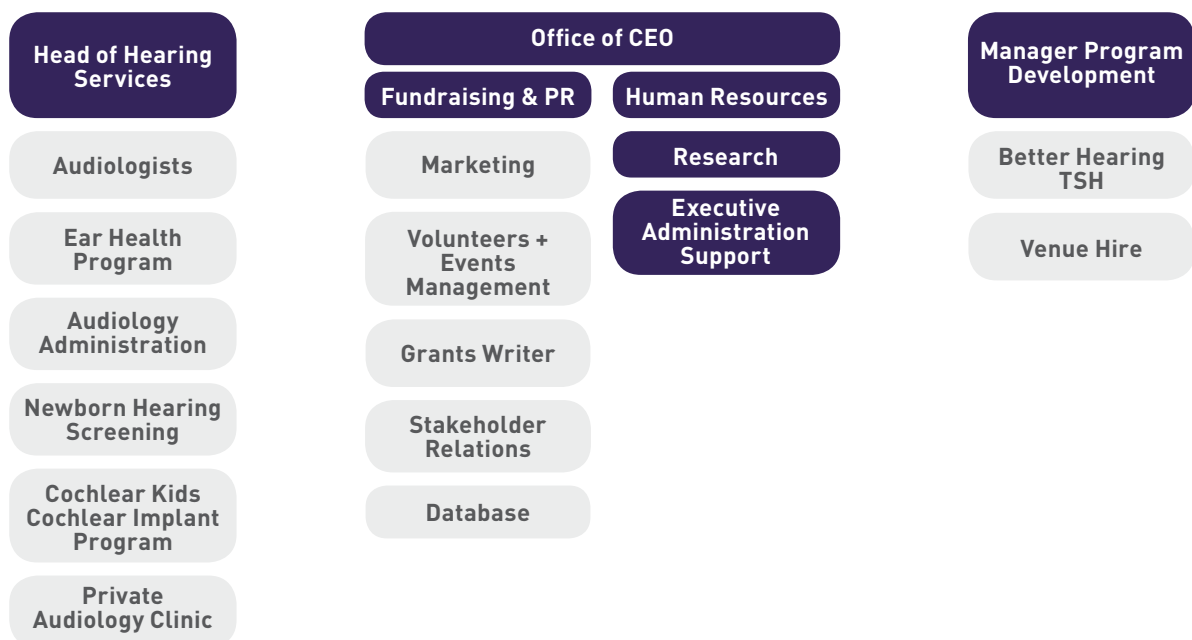 Head of Hearing
Services
Audiologists
Ear Health
Program
Audiology
Administration
Newborn Hearing
Screening
Cochlear Kids
Cochlear Implant
Program
Private
Audiology Clinic
Office of CEO
Fundraising & PR
Marketing
Volunteers +
Events
Management
Grants Writer
Stakeholder
Relations
Database
Human Resources
Research
Executive
Administration
Support
Manager Program
Development
Better Hearing
TSH
Venue Hire